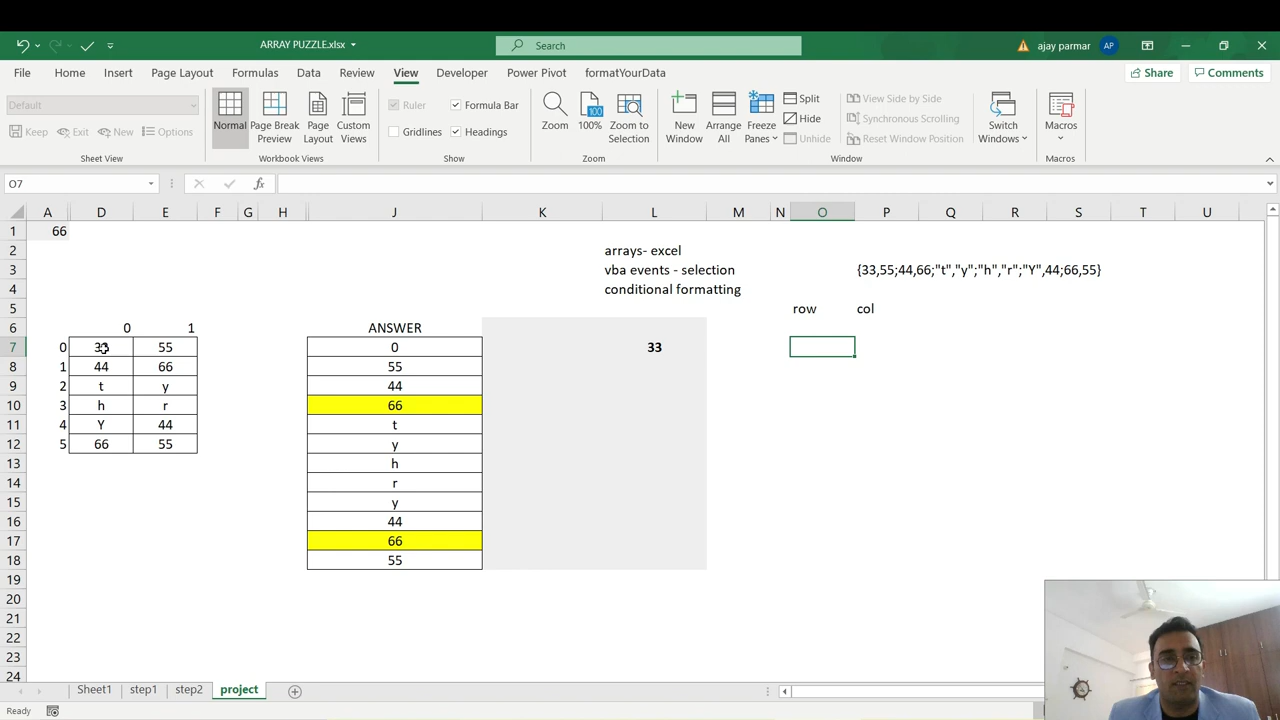 ARRAY PUZZLE.xlsx
Search
ajay parmar
AP
File Home Insert Page Layout Formulas Data Review View Developer Power Pivot formatYourData
Share Comments
Default
Keep Exit New Options
Sheet View
Normal
Page Break Preview
Page Layout
Custom Views
Workbook Views
Ruler Formula Bar
Gridlines Headings
Show
Zoom
100
100%
Zoom to Selection
Zoom
New Window
Arrange All
Freeze Panes
Split
Hide
Unhide
View Side by Side
Synchronous Scrolling
Reset Window Position
Window
Switch Windows
Macros
Macros
O7
fx
A D E F G H J K L M N O P Q R S T U
1 66
2 arrays- excel
3 vba events - selection {33,55;44,66;"t","y";"h","r";"Y",44;66,55}
4 conditional formatting
5 row col
6 0 1 ANSWER
7 0 33 55 0 33
8 1 44 66 55
9 2 t y 44
10 3 h r 66
11 4 Y 44 t
12 5 66 55 y
13 h
14 r
15 y
16 44
17 66
18 55
19
20
21
22
23
24
Sheet1 step1 step2 project
Ready